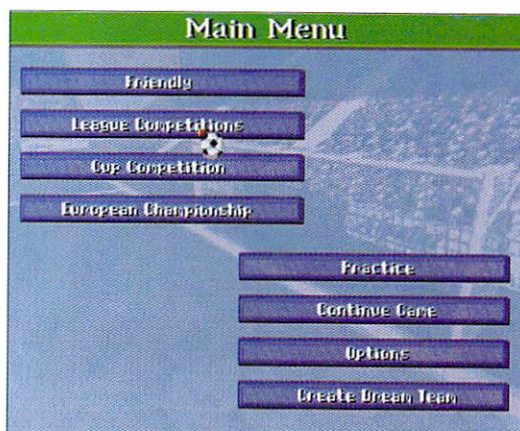 Main Menu
Friendly
League Competitions
Cup Competition
European Championship
Practice
Continue Game
Options
Create Dream Team